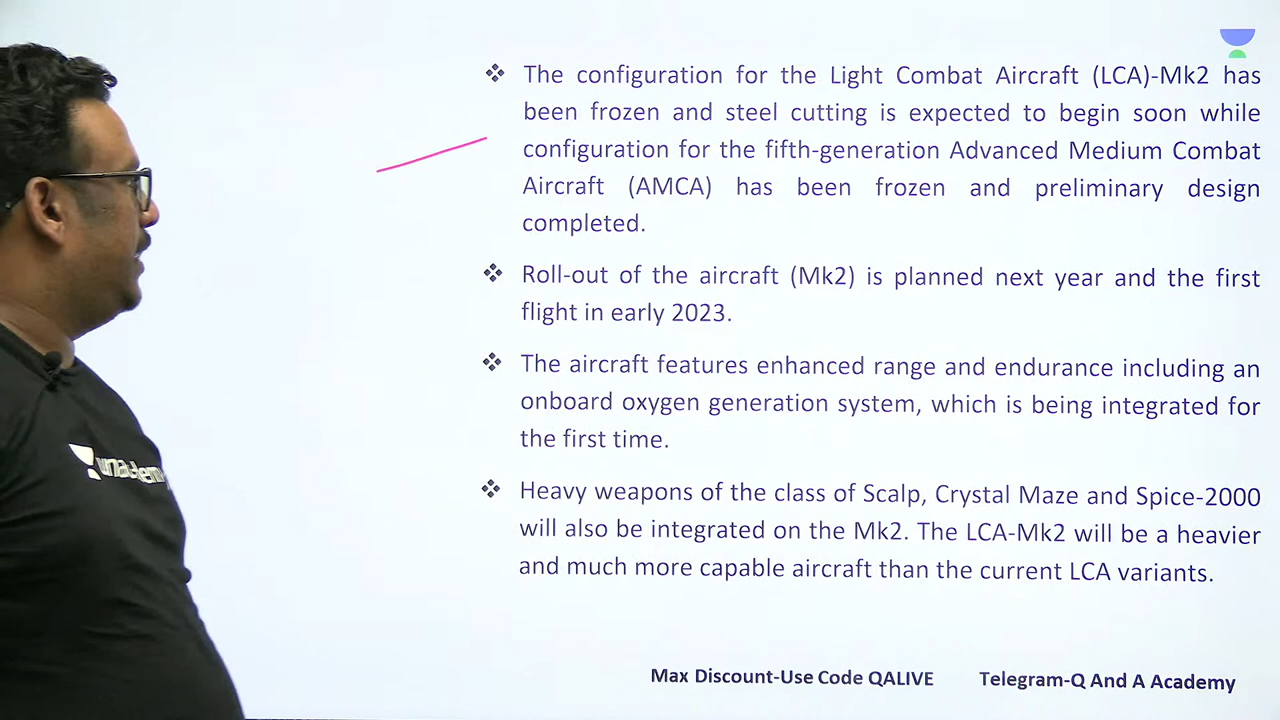 The configuration for the Light Combat Aircraft (LCA)-Mk2 has
been frozen and steel cutting is expected to begin soon while
configuration for the fifth-generation Advanced Medium Combat
Aircraft (AMCA) has been frozen and preliminary design
completed.
Roll-out of the aircraft (Mk2) is planned next year and the first
flight in early 2023.
The aircraft features enhanced range and endurance including an
onboard oxygen generation system, which is being integrated for
the first time.
Heavy weapons of the class of Scalp, Crystal Maze and Spice-2000
will also be integrated on the Mk2. The LCA-Mk2 will be a heavier
and much more capable aircraft than the current LCA variants.
unacademy
Max Discount-Use Code QALIVE Telegram-Q And A Academy